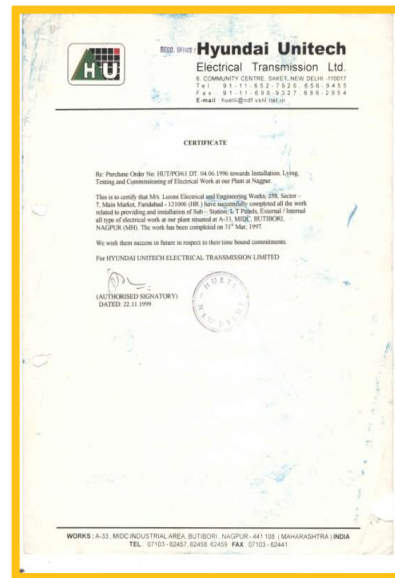 HU
REGD. OFFICE : Hyundai Unitech
Electrical Transmission Ltd.
6, COMMUNITY CENTRE, SAKET, NEW DELHI -110017
Tel : 91-11-652-7925, 656-9455
Fax : 91-11-696-9327, 686-2954
E-mail : huetk@ndf.vsnl.net.in
CERTIFICATE
Re: Purchase Order No: HUT/PO/61 DT. 04.06.1996 towards Installation, Lying,
Testing and Commissioning of Electrical Work at our Plant at Nagpur.
This is to certify that M/s. Luxmi Electrical and Engineering Works, 258, Sector -
7, Main Market, Faridabad - 121006 (HR.) have successfully completed all the work
related to providing and installation of Sub - Station, L T Panels, External / Internal
all type of electrical work at our plant situated at A-33, MIDC, BUTIBORI,
NAGPUR (MH). The work has been completed on 31st Mar, 1997.
We wish them success in future in respect to their time bound commitments.
For HYUNDAI UNITECH ELECTRICAL TRANSMISSION LIMITED
(AUTHORISED SIGNATORY)
DATED: 22.11.1999
HUETL
NEW DELHI
WORKS : A-33, MIDC INDUSTRIAL AREA, BUTIBORI, NAGPUR - 441 108 ( MAHARASHTRA ) INDIA
TEL : 07103 - 62457, 62458 62459 FAX : 07103 - 62441